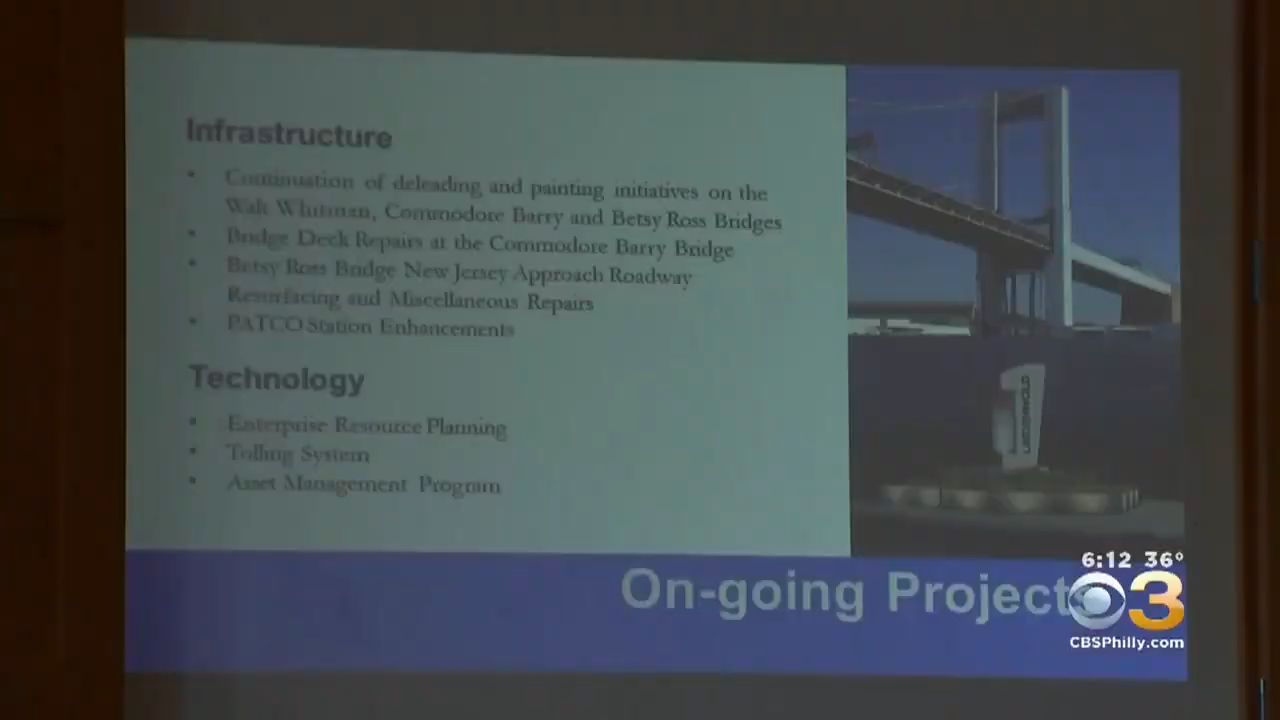 Infrastructure
• Continuation of deleading and painting initiatives on the
Walt Whitman, Commodore Barry and Betsy Ross Bridges
• Bridge Deck Repairs at the Commodore Barry Bridge
• Betsy Ross Bridge New Jersey Approach Roadway
Resurfacing and Miscellaneous Repairs
• PATCO Station Enhancements
Technology
• Enterprise Resource Planning
• Tolling System
• Asset Management Program
On-going Projects
6:12 36°
3
CBSPhilly.com